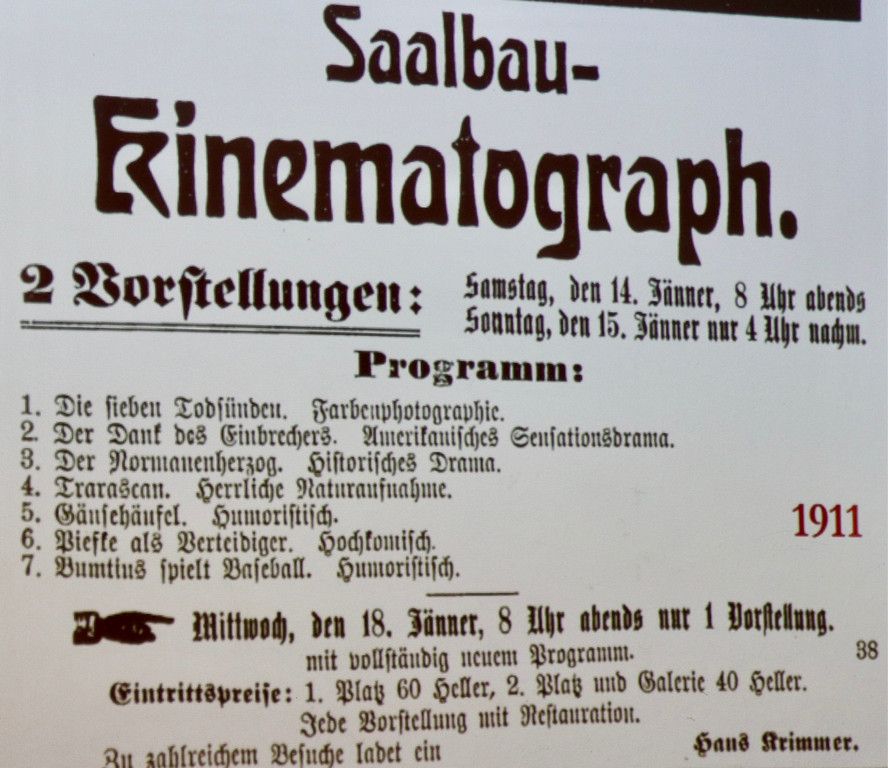 Saalbau-
Kinematograph.
2 Vorstellungen:
Samstag, den 14. Jänner, 8 Uhr abends
Sonntag, den 15. Jänner nur 4 Uhr nachm.
Programm:
1. Die sieben Todsünden. Farbenphotographie.
2. Der Dank des Einbrechers. Amerikanisches Sensationsdrama.
3. Der Normanenherzog. Historisches Drama.
4. Trarascan. Herrliche Naturaufnahme.
5. Gänsehäufel. Humoristisch.
6. Piefke als Verteidiger. Hochkomisch.
7. Bumtius spielt Baseball. Humoristisch.
1911
Mittwoch, den 18. Jänner, 8 Uhr abends nur 1 Vorstellung.
mit vollständig neuem Programm.
38
Eintrittspreise: 1. Platz 60 Heller, 2. Platz und Galerie 40 Heller.
Jede Vorstellung mit Restauration.
Zu zahlreichem Besuche ladet ein
Hans Krimmer.